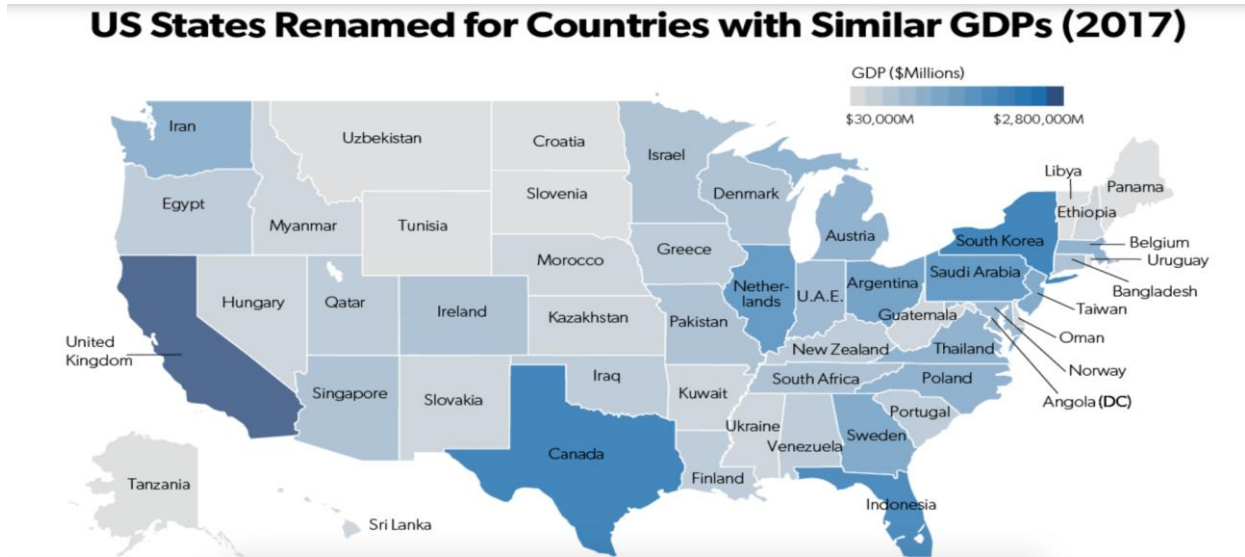 US States Renamed for Countries with Similar GDPs (2017)
GDP ($Millions)
$30,000M
$2,800,000M
Iran
Uzbekistan
Croatia
Israel
Libya
Panama
Egypt
Myanmar
Tunisia
Slovenia
Denmark
Austria
Ethiopia
South Korea
Belgium
Uruguay
Bangladesh
Morocco
Greece
Hungary
Qatar
Ireland
Kazakhstan
Pakistan
Nether-
lands
U.A.E.
Argentina
Saudi Arabia
Taiwan
Guatemala
Oman
United
Kingdom
New Zealand
Thailand
Norway
Singapore
Slovakia
Iraq
Kuwait
South Africa
Poland
Angola (DC)
Portugal
Ukraine
Venezuela
Sweden
Canada
Finland
Indonesia
Tanzania
Sri Lanka